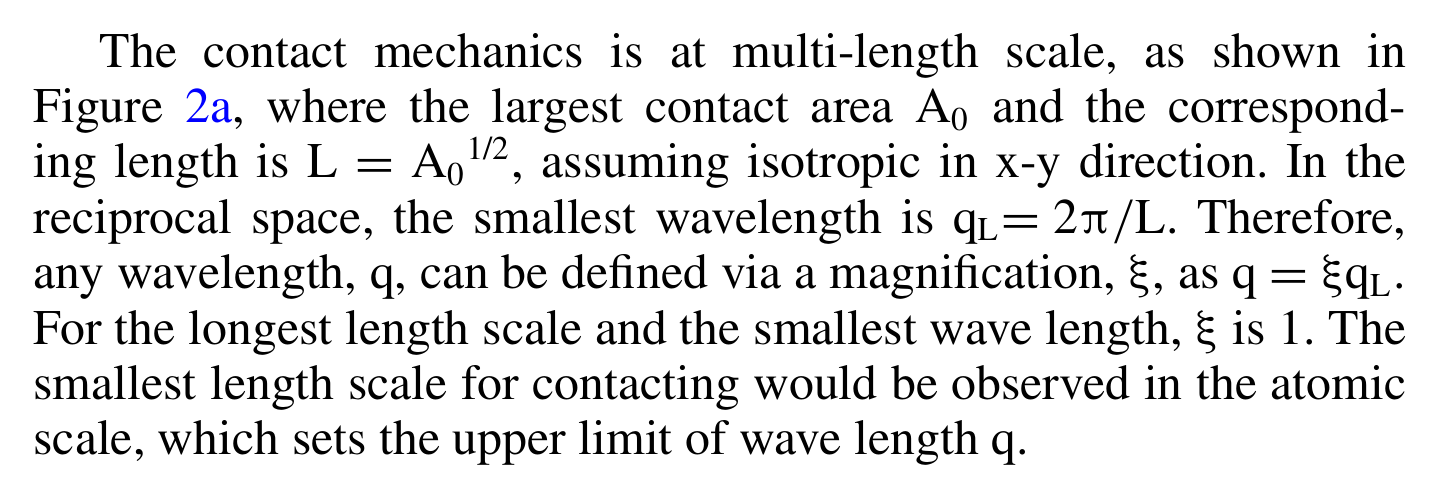 The contact mechanics is at multi-length scale, as shown in
Figure 2a, where the largest contact area A₀ and the correspond-
ing length is L = A₀¹/², assuming isotropic in x-y direction. In the
reciprocal space, the smallest wavelength is qL= 2π/L. Therefore,
any wavelength, q, can be defined via a magnification, ξ, as q = ξqL.
For the longest length scale and the smallest wave length, ξ is 1. The
smallest length scale for contacting would be observed in the atomic
scale, which sets the upper limit of wave length q.